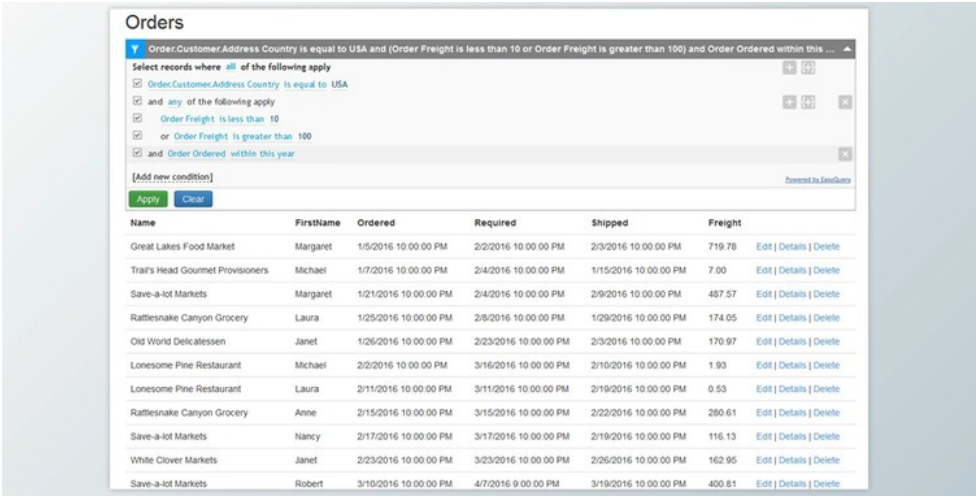 Orders
Order.Customer.Address Country is equal to USA and (Order Freight is less than 10 or Order Freight is greater than 100) and Order Ordered within this ...
Select records where all of the following apply
Order.Customer.Address Country is equal to USA
and any of the following apply
Order Freight is less than 10
or Order Freight is greater than 100
and Order Ordered within this year
[Add new condition]
Powered by EasyQuery
Apply Clear
Name FirstName Ordered Required Shipped Freight
Great Lakes Food Market Margaret 1/5/2016 10:00:00 PM 2/2/2016 10:00:00 PM 2/3/2016 10:00:00 PM 719.78 Edit | Details | Delete
Trail's Head Gourmet Provisioners Michael 1/7/2016 10:00:00 PM 2/4/2016 10:00:00 PM 1/15/2016 10:00:00 PM 7.00 Edit | Details | Delete
Save-a-lot Markets Margaret 1/21/2016 10:00:00 PM 2/4/2016 10:00:00 PM 2/9/2016 10:00:00 PM 487.57 Edit | Details | Delete
Rattlesnake Canyon Grocery Laura 1/25/2016 10:00:00 PM 2/8/2016 10:00:00 PM 1/29/2016 10:00:00 PM 174.05 Edit | Details | Delete
Old World Delicatessen Janet 1/26/2016 10:00:00 PM 2/23/2016 10:00:00 PM 2/3/2016 10:00:00 PM 170.97 Edit | Details | Delete
Lonesome Pine Restaurant Michael 2/2/2016 10:00:00 PM 3/16/2016 10:00:00 PM 2/10/2016 10:00:00 PM 1.93 Edit | Details | Delete
Lonesome Pine Restaurant Laura 2/11/2016 10:00:00 PM 3/11/2016 10:00:00 PM 2/19/2016 10:00:00 PM 0.53 Edit | Details | Delete
Rattlesnake Canyon Grocery Anne 2/15/2016 10:00:00 PM 3/15/2016 10:00:00 PM 2/22/2016 10:00:00 PM 280.61 Edit | Details | Delete
Save-a-lot Markets Nancy 2/17/2016 10:00:00 PM 3/17/2016 10:00:00 PM 2/19/2016 10:00:00 PM 116.13 Edit | Details | Delete
White Clover Markets Janet 2/23/2016 10:00:00 PM 3/23/2016 10:00:00 PM 2/26/2016 10:00:00 PM 162.95 Edit | Details | Delete
Save-a-lot Markets Robert 3/10/2016 10:00:00 PM 4/7/2016 9:00:00 PM 3/19/2016 10:00:00 PM 400.81 Edit | Details | Delete